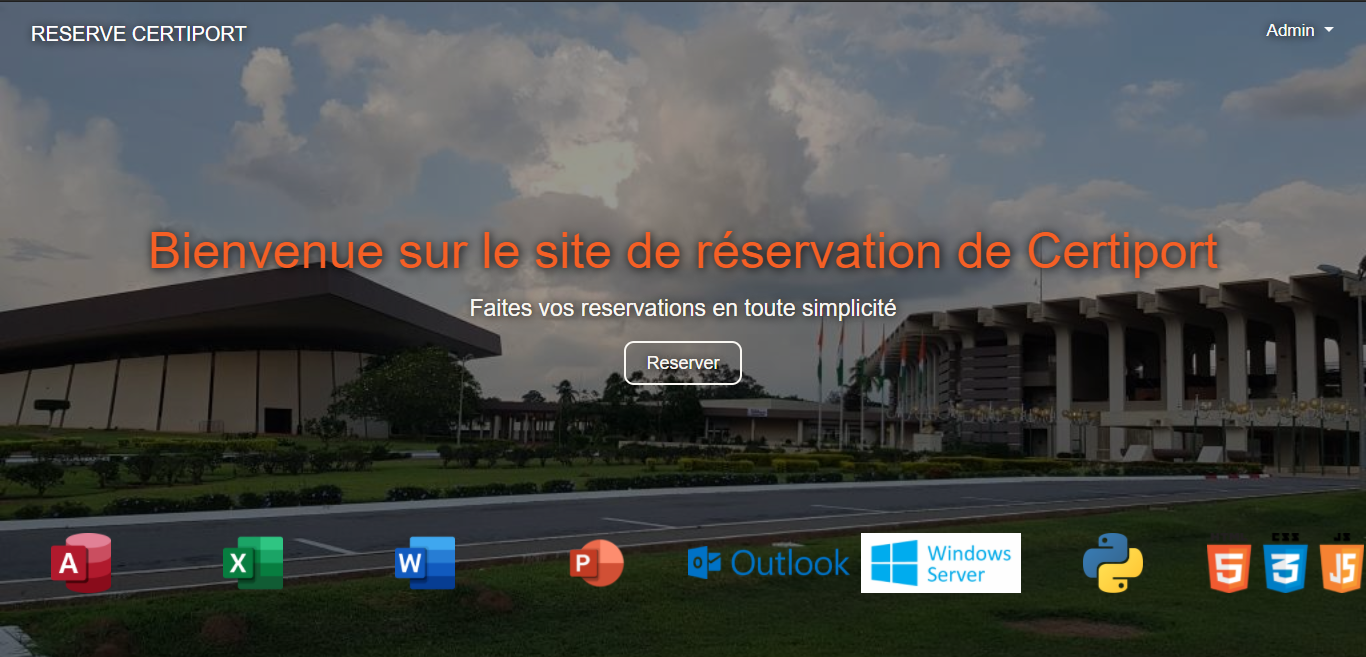 RESERVE CERTIPORT
Admin
Bienvenue sur le site de réservation de Certiport
Faites vos reservations en toute simplicité
Reserver
A
X
W
P
O
Outlook
Windows
Server
5
CSS
3
JS
JS